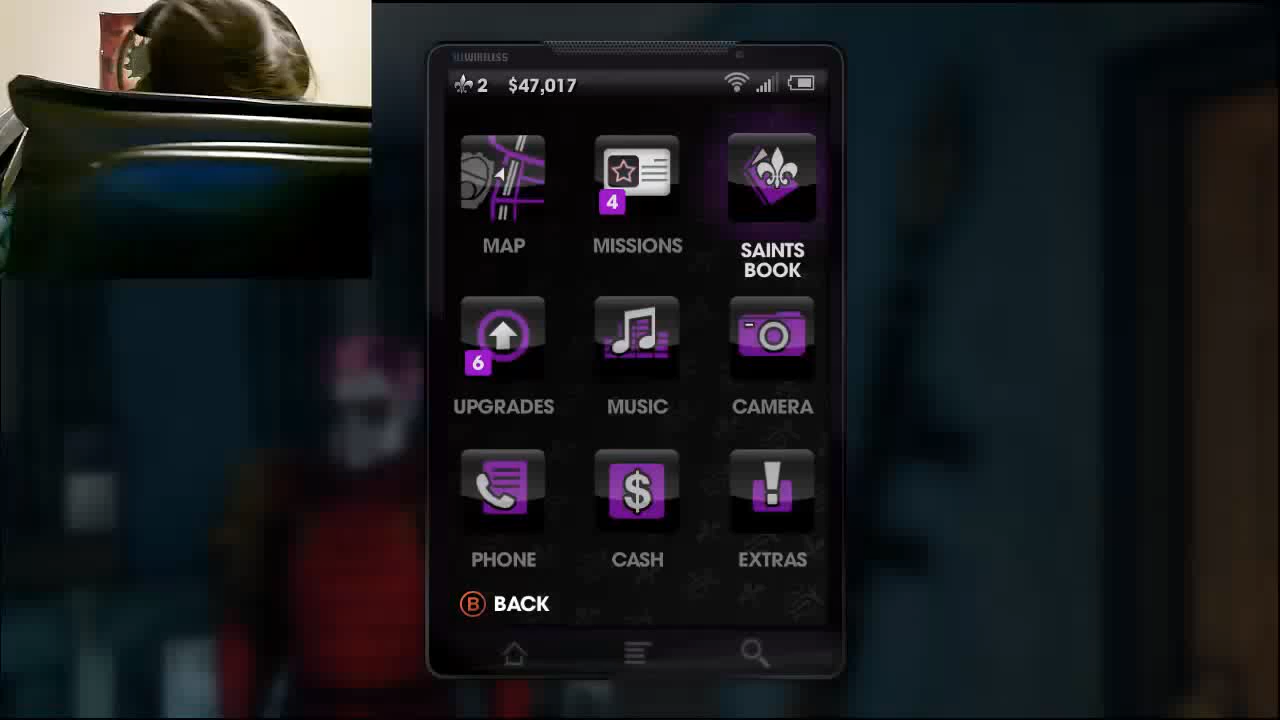 2 $47,017
MAP
4
MISSIONS
SAINTS
BOOK
6
UPGRADES
MUSIC
CAMERA
PHONE
$
CASH
!
EXTRAS
B BACK